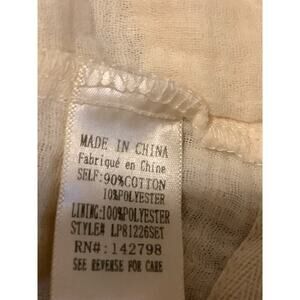 MADE IN CHINA
Fabriqué en Chine
SELF:90%COTTON
10%POLYESTER
LINING:100%POLYESTER
STYLE# LP81226SET
RN#:142798
SEE REVERSE FOR CARE